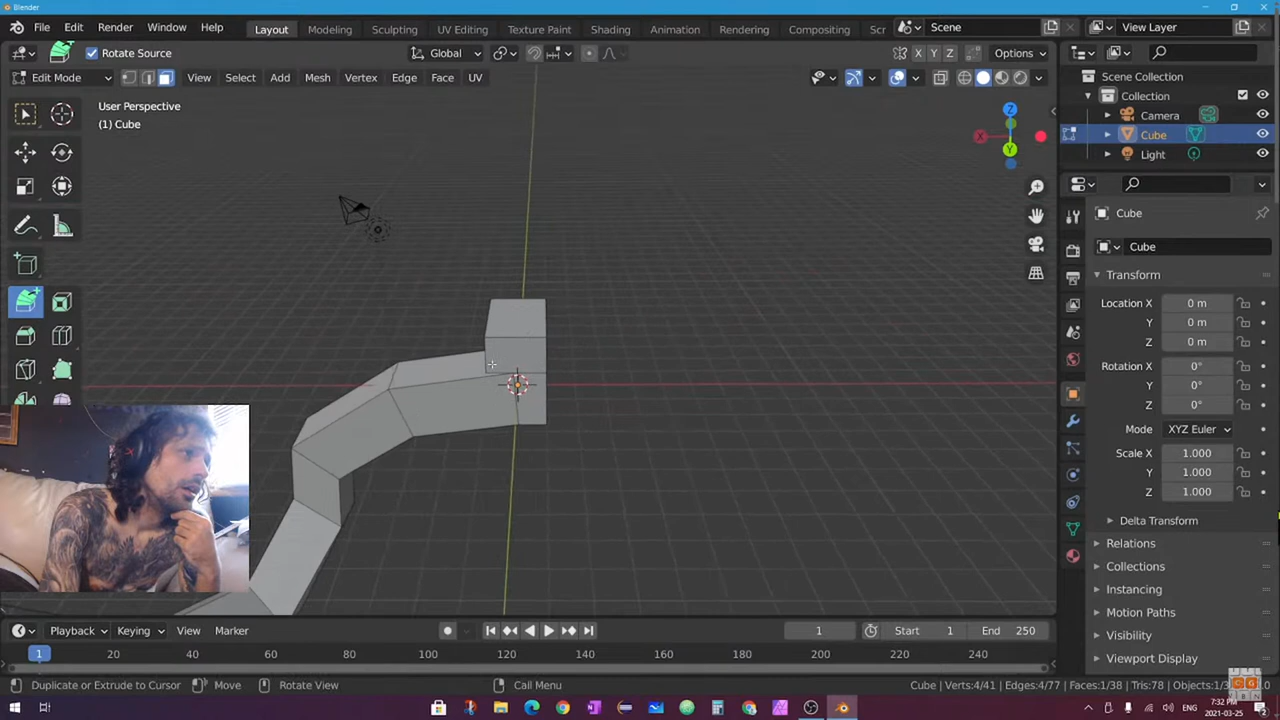 Blender
File Edit Render Window Help Layout Modeling Sculpting UV Editing Texture Paint Shading Animation Rendering Compositing Scene View Layer
Rotate Source Global X Y Z Options
Edit Mode View Select Add Mesh Vertex Edge Face UV
User Perspective
(1) Cube
Z
X
Y
Scene Collection
Collection
Camera
Cube
Light
Cube
Cube
Transform
Location X 0 m
Y 0 m
Z 0 m
Rotation X 0°
Y 0°
Z 0°
Mode XYZ Euler
Scale X 1.000
Y 1.000
Z 1.000
Delta Transform
Relations
Collections
Instancing
Motion Paths
Visibility
Viewport Display
Playback Keying View Marker 1 Start 1 End 250
1 20 40 60 80 100 120 140 160 180 200 220 240
Duplicate or Extrude to Cursor Move Rotate View Call Menu Cube | Verts:4/41 | Edges:4/77 | Faces:1/38 | Tris:78 | Objects:1/
7:32 PM
ENG
2021-03-25